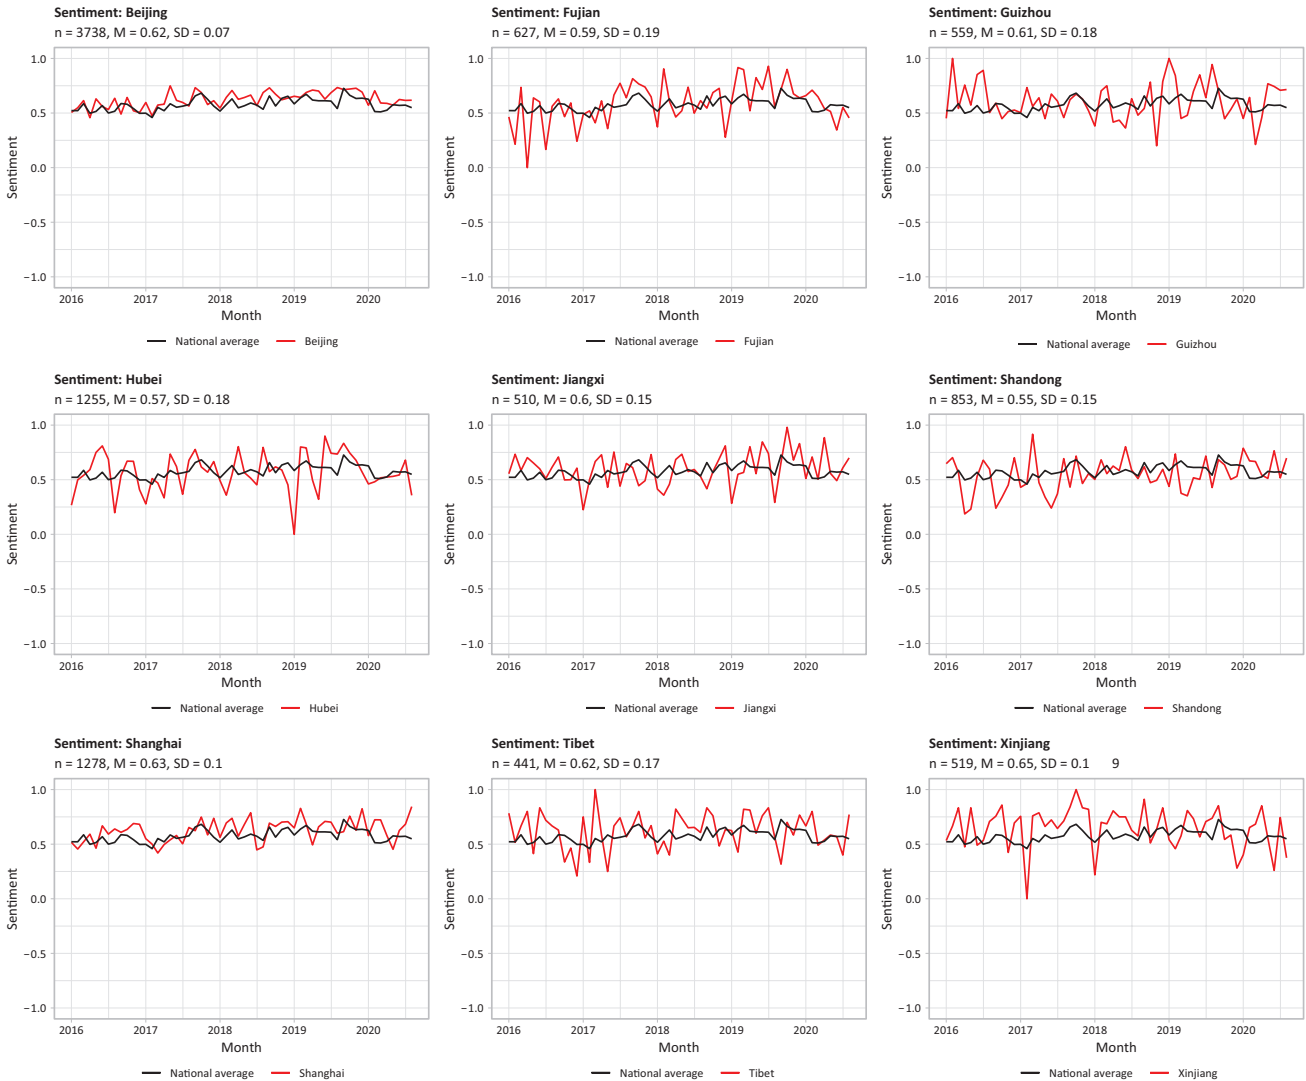 Sentiment: Beijing
n = 3738, M = 0.62, SD = 0.07
1.0
0.5
0.0
−0.5
−1.0
Sentiment
2016 2017 2018 2019 2020
Month
National average Beijing
Sentiment: Fujian
n = 627, M = 0.59, SD = 0.19
1.0
0.5
0.0
−0.5
−1.0
Sentiment
2016 2017 2018 2019 2020
Month
National average Fujian
Sentiment: Guizhou
n = 559, M = 0.61, SD = 0.18
1.0
0.5
0.0
−0.5
−1.0
Sentiment
2016 2017 2018 2019 2020
Month
National average Guizhou
Sentiment: Hubei
n = 1255, M = 0.57, SD = 0.18
1.0
0.5
0.0
−0.5
−1.0
Sentiment
2016 2017 2018 2019 2020
Month
National average Hubei
Sentiment: Jiangxi
n = 510, M = 0.6, SD = 0.15
1.0
0.5
0.0
−0.5
−1.0
Sentiment
2016 2017 2018 2019 2020
Month
National average Jiangxi
Sentiment: Shandong
n = 853, M = 0.55, SD = 0.15
1.0
0.5
0.0
−0.5
−1.0
Sentiment
2016 2017 2018 2019 2020
Month
National average Shandong
Sentiment: Shanghai
n = 1278, M = 0.63, SD = 0.1
1.0
0.5
0.0
−0.5
−1.0
Sentiment
2016 2017 2018 2019 2020
Month
National average Shanghai
Sentiment: Tibet
n = 441, M = 0.62, SD = 0.17
1.0
0.5
0.0
−0.5
−1.0
Sentiment
2016 2017 2018 2019 2020
Month
National average Tibet
Sentiment: Xinjiang
n = 519, M = 0.65, SD = 0.1 9
1.0
0.5
0.0
−0.5
−1.0
Sentiment
2016 2017 2018 2019 2020
Month
National average Xinjiang